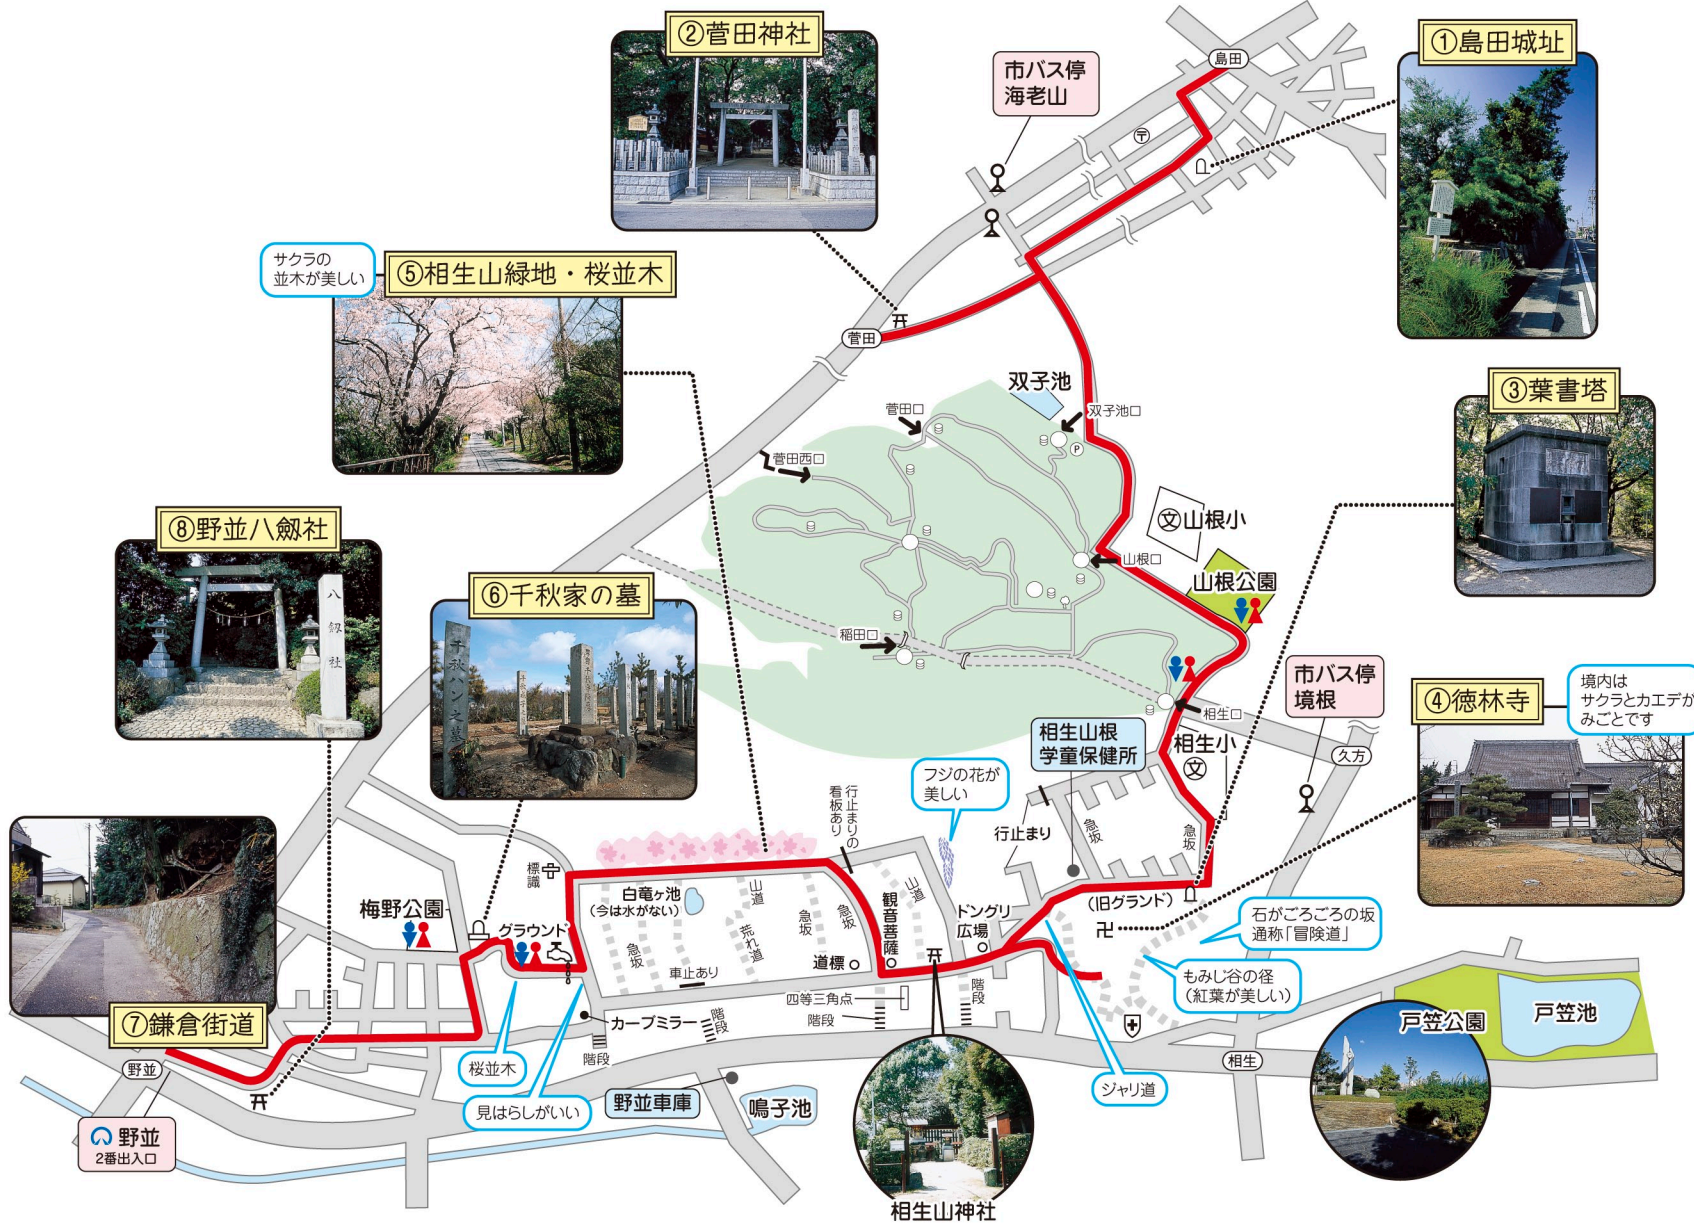 ②菅田神社
①島田城址
島田
市バス停
海老山
〒
サクラの
並木が美しい
⑤相生山緑地・桜並木
菅田
双子池
双子池口
菅田口
菅田西口
P
③葉書塔
⑧野並八劔社
八劔社
⑥千秋家の墓
文山根小
山根口
山根公園
稲田口
市バス停
境根
④徳林寺
境内は
サクラとカエデが
みごとです
相生口
相生山根
学童保健所
相生小
文
久方
フジの花が
美しい
行止まりの
看板あり
行止まり
急坂
急坂
標識
白竜ヶ池
(今は水がない)
山道
急坂
急坂
山道
観音菩薩
ドングリ
広場
(旧グランド)
石がごろごろの坂
通称「冒険道」
梅野公園
グラウンド
急坂
荒れ道
車止あり
道標
もみじ谷の径
(紅葉が美しい)
四等三角点
階段
階段
戸笠公園
戸笠池
⑦鎌倉街道
カーブミラー
階段
階段
桜並木
見はらしがいい
野並
野並
2番出入口
野並車庫
鳴子池
ジャリ道
相生
相生山神社